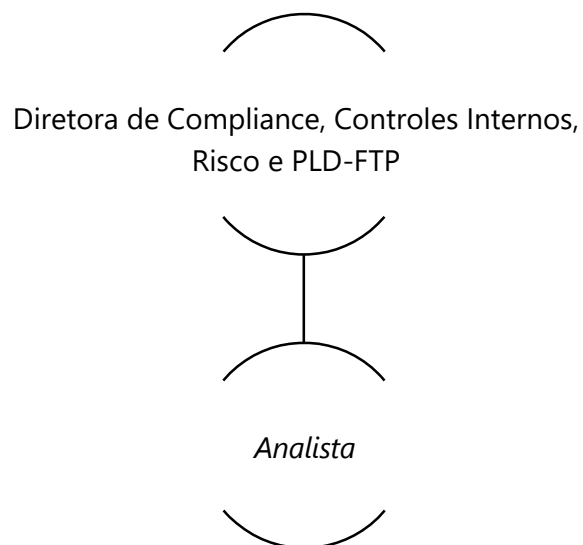 Diretora de Compliance, Controles Internos,
Risco e PLD-FTP
Analista